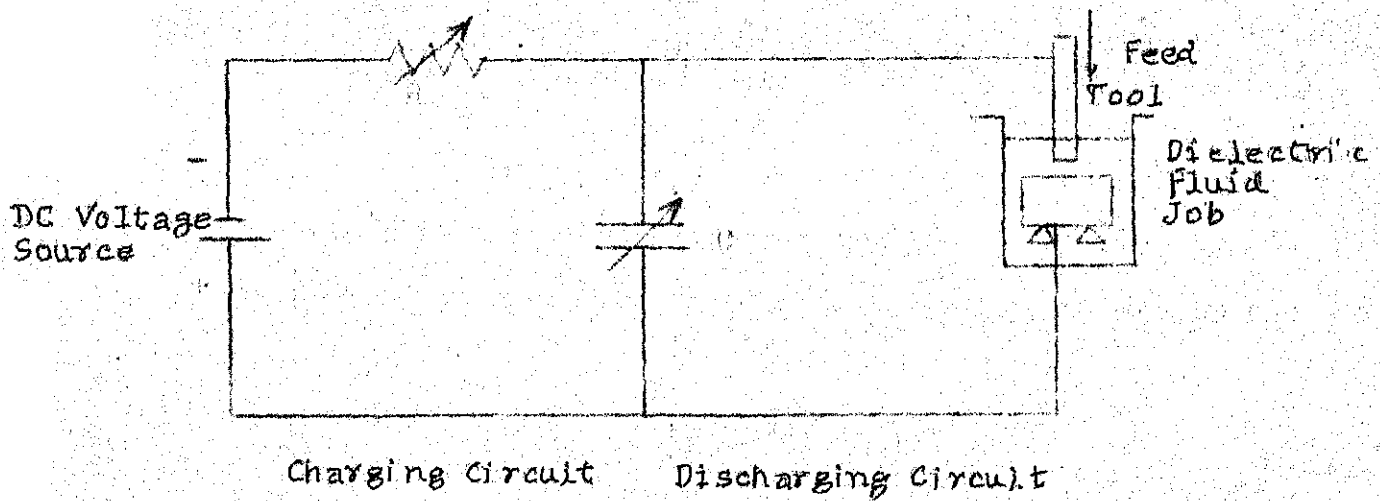 Feed
Tool
Dielectric
Fluid
Job
-
DC Voltage
Source
C
Charging Circuit
Discharging Circuit